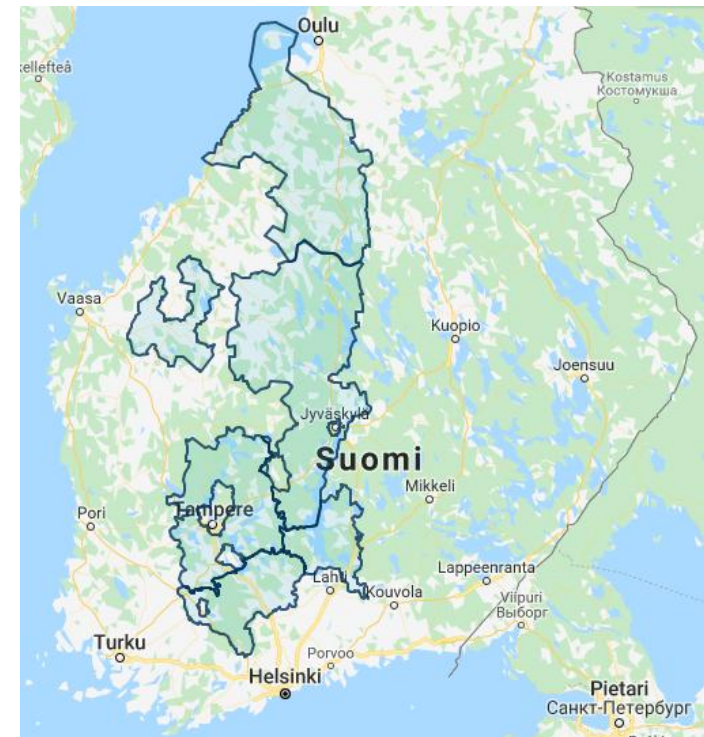 Oulu
ellefteå
Kostamus
Костомукша
Vaasa
Kuopio
Joensuu
Jyväskylä
Suomi
Mikkeli
Pori
Tampere
Lappeenranta
Lahti
Kouvola
Viipuri
Выборг
Turku
Porvoo
Helsinki
Pietari
Санкт-Петербург